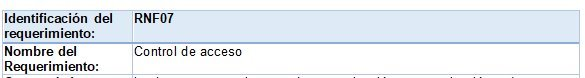 Identificación del RNF07
requerimiento:
Nombre del Control de acceso
Requerimiento: